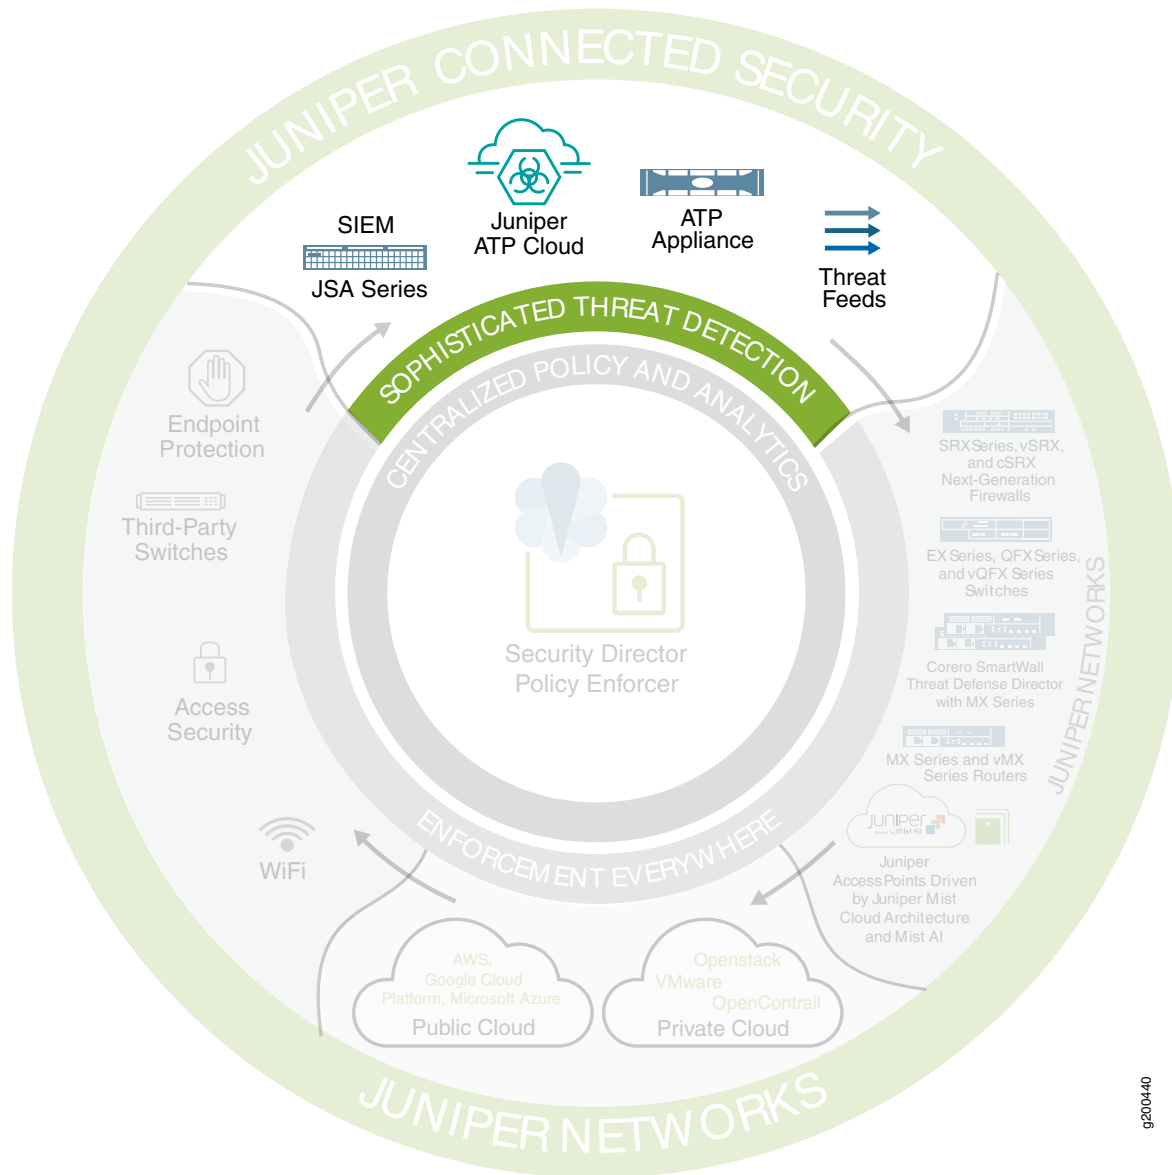 JUNIPER CONNECTED SECURITY
SIEM
JSA Series
Juniper
ATP Cloud
ATP
Appliance
Threat
Feeds
SOPHISTICATED THREAT DETECTION
CENTRALIZED POLICY AND ANALYTICS
Security Director
Policy Enforcer
ENFORCEMENT EVERYWHERE
Endpoint
Protection
Third-Party
Switches
Access
Security
WiFi
SRX Series, vSRX,
and cSRX
Next-Generation
Firewalls
EX Series, QFX Series,
and vQFX Series
Switches
Corero SmartWall
Threat Defense Director
with MX Series
MX Series and vMX
Series Routers
JUNIPER
driven by Mist AI
Juniper
Access Points Driven
by Juniper Mist
Cloud Architecture
and Mist AI
JUNIPER NETWORKS
AWS,
Google Cloud
Platform, Microsoft Azure
Public Cloud
Openstack
VMware
OpenContrail
Private Cloud
JUNIPER NETWORKS
g200440